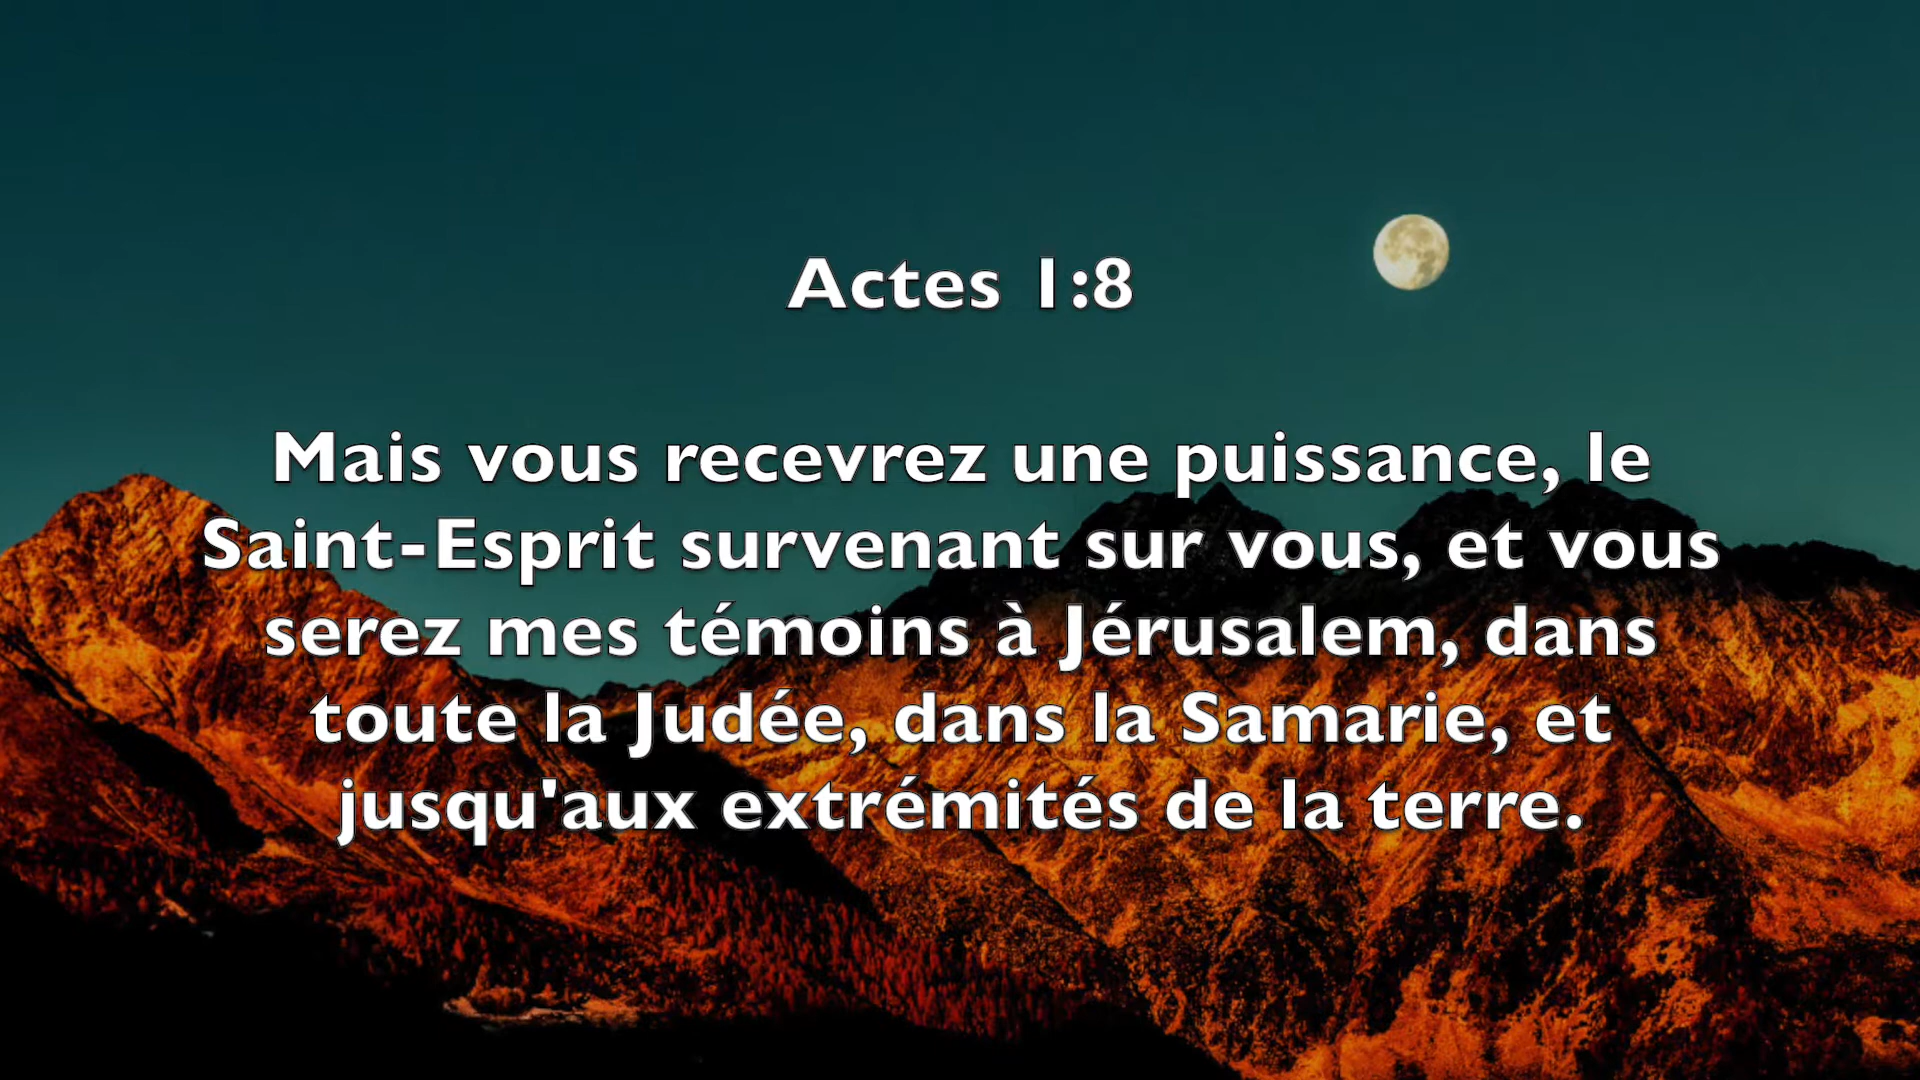 Actes 1:8
Mais vous recevrez une puissance, le
Saint-Esprit survenant sur vous, et vous
serez mes témoins à Jérusalem, dans
toute la Judée, dans la Samarie, et
jusqu'aux extrémités de la terre.